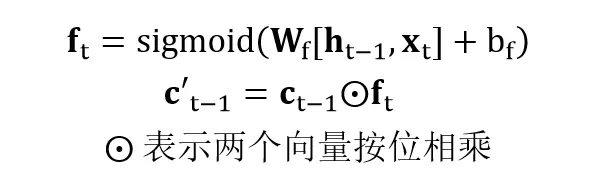 f_t = sigmoid(W_f[h_{t−1}, x_t] + b_f)
c'_{t−1} = c_{t−1}⊙f_t
⊙ 表示两个向量按位相乘